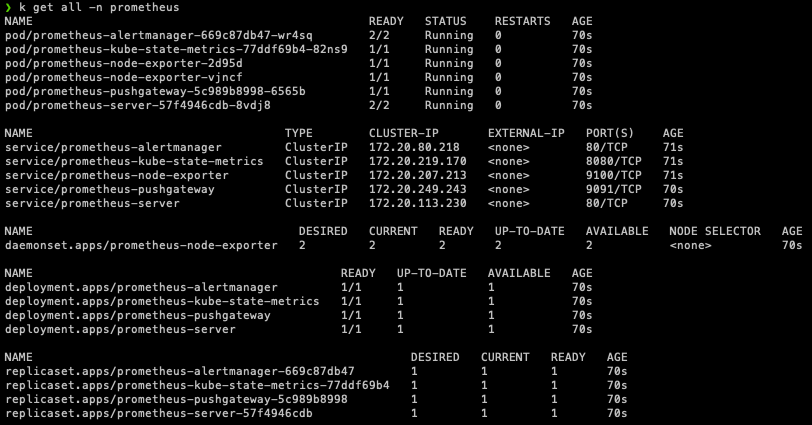 ❯ k get all -n prometheus
NAME READY STATUS RESTARTS AGE
pod/prometheus-alertmanager-669c87db47-wr4sq 2/2 Running 0 70s
pod/prometheus-kube-state-metrics-77ddf69b4-82ns9 1/1 Running 0 70s
pod/prometheus-node-exporter-2d95d 1/1 Running 0 70s
pod/prometheus-node-exporter-vjncf 1/1 Running 0 70s
pod/prometheus-pushgateway-5c989b8998-6565b 1/1 Running 0 70s
pod/prometheus-server-57f4946cdb-8vdj8 2/2 Running 0 70s
NAME TYPE CLUSTER-IP EXTERNAL-IP PORT(S) AGE
service/prometheus-alertmanager ClusterIP 172.20.80.218 <none> 80/TCP 71s
service/prometheus-kube-state-metrics ClusterIP 172.20.219.170 <none> 8080/TCP 71s
service/prometheus-node-exporter ClusterIP 172.20.207.213 <none> 9100/TCP 71s
service/prometheus-pushgateway ClusterIP 172.20.249.243 <none> 9091/TCP 70s
service/prometheus-server ClusterIP 172.20.113.230 <none> 80/TCP 70s
NAME DESIRED CURRENT READY UP-TO-DATE AVAILABLE NODE SELECTOR AGE
daemonset.apps/prometheus-node-exporter 2 2 2 2 2 <none> 70s
NAME READY UP-TO-DATE AVAILABLE AGE
deployment.apps/prometheus-alertmanager 1/1 1 1 70s
deployment.apps/prometheus-kube-state-metrics 1/1 1 1 70s
deployment.apps/prometheus-pushgateway 1/1 1 1 70s
deployment.apps/prometheus-server 1/1 1 1 70s
NAME DESIRED CURRENT READY AGE
replicaset.apps/prometheus-alertmanager-669c87db47 1 1 1 70s
replicaset.apps/prometheus-kube-state-metrics-77ddf69b4 1 1 1 70s
replicaset.apps/prometheus-pushgateway-5c989b8998 1 1 1 70s
replicaset.apps/prometheus-server-57f4946cdb 1 1 1 70s